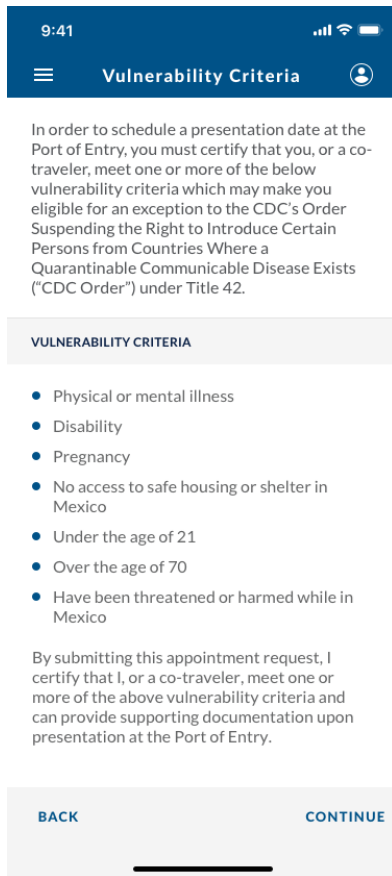 9:41
Vulnerability Criteria
In order to schedule a presentation date at the
Port of Entry, you must certify that you, or a co-
traveler, meet one or more of the below
vulnerability criteria which may make you
eligible for an exception to the CDC's Order
Suspending the Right to Introduce Certain
Persons from Countries Where a
Quarantinable Communicable Disease Exists
(“CDC Order”) under Title 42.
VULNERABILITY CRITERIA
Physical or mental illness
Disability
Pregnancy
No access to safe housing or shelter in
Mexico
Under the age of 21
Over the age of 70
Have been threatened or harmed while in
Mexico
By submitting this appointment request, I
certify that I, or a co-traveler, meet one or
more of the above vulnerability criteria and
can provide supporting documentation upon
presentation at the Port of Entry.
BACK
CONTINUE